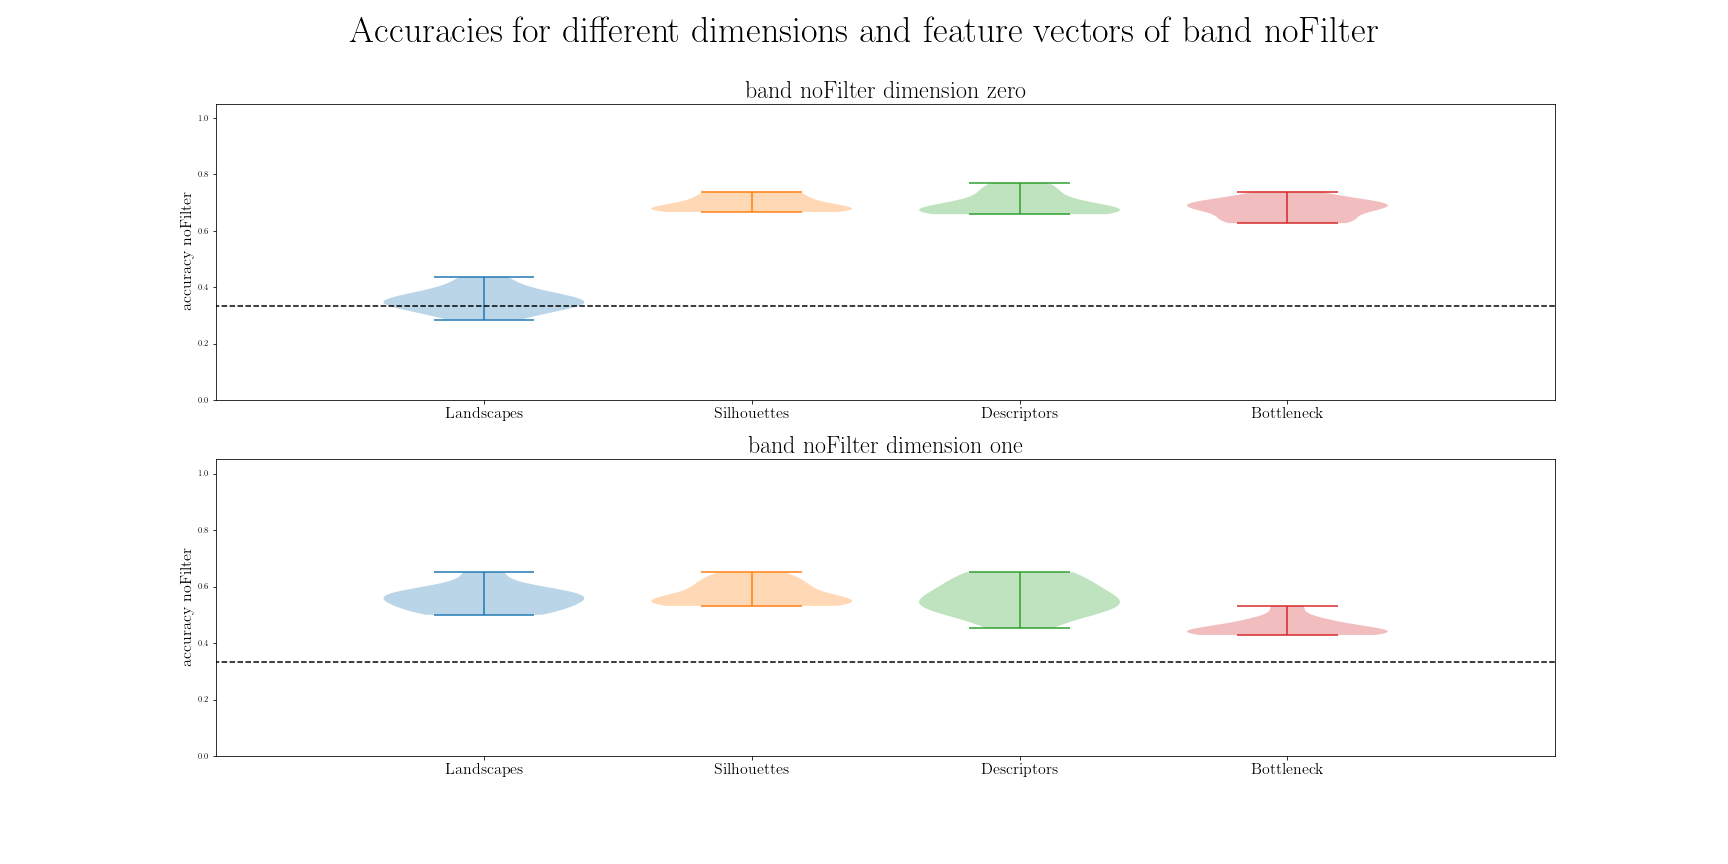 Accuracies for different dimensions and feature vectors of band noFilter
band noFilter dimension zero
accuracy noFilter
1.0
0.8
0.6
0.4
0.2
0.0
Landscapes Silhouettes Descriptors Bottleneck
band noFilter dimension one
accuracy noFilter
1.0
0.8
0.6
0.4
0.2
0.0
Landscapes Silhouettes Descriptors Bottleneck